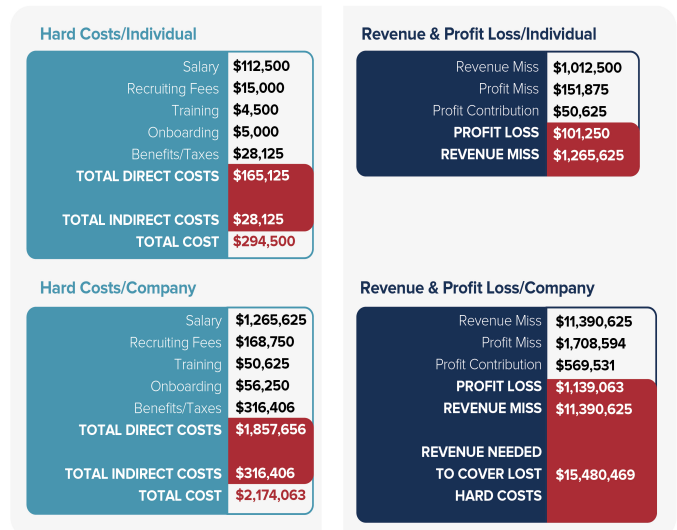 Hard Costs/Individual
Salary $112,500
Recruiting Fees $15,000
Training $4,500
Onboarding $5,000
Benefits/Taxes $28,125
TOTAL DIRECT COSTS $165,125
TOTAL INDIRECT COSTS $28,125
TOTAL COST $294,500
Revenue & Profit Loss/Individual
Revenue Miss $1,012,500
Profit Miss $151,875
Profit Contribution $50,625
PROFIT LOSS $101,250
REVENUE MISS $1,265,625
Hard Costs/Company
Salary $1,265,625
Recruiting Fees $168,750
Training $50,625
Onboarding $56,250
Benefits/Taxes $316,406
TOTAL DIRECT COSTS $1,857,656
TOTAL INDIRECT COSTS $316,406
TOTAL COST $2,174,063
Revenue & Profit Loss/Company
Revenue Miss $11,390,625
Profit Miss $1,708,594
Profit Contribution $569,531
PROFIT LOSS $1,139,063
REVENUE MISS $11,390,625
REVENUE NEEDED
TO COVER LOST $15,480,469
HARD COSTS